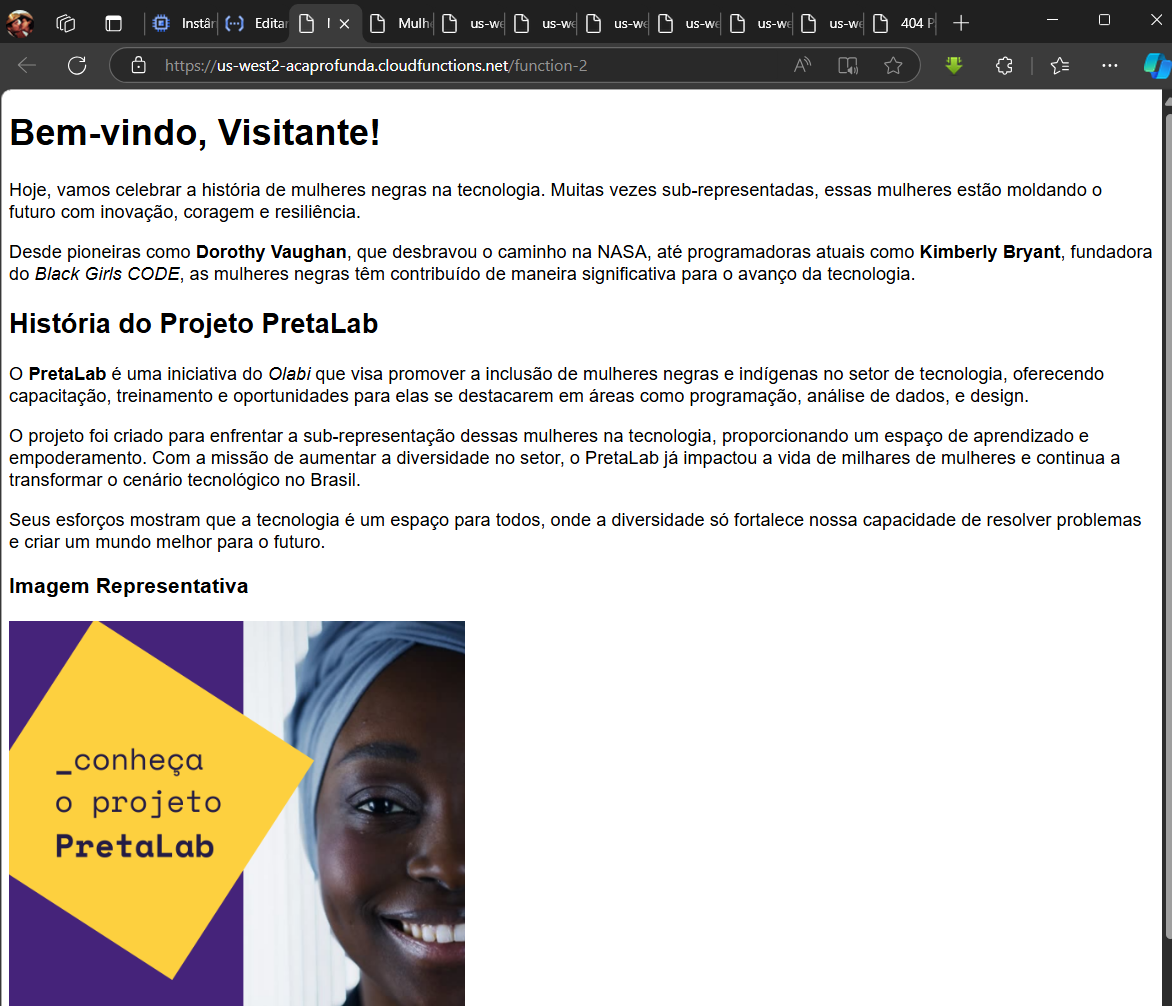 Instân
Editar
Mulhe
us-we
us-we
us-we
us-we
us-we
us-we
404 P
https://us-west2-acaprofunda.cloudfunctions.net/function-2
Bem-vindo, Visitante!
Hoje, vamos celebrar a história de mulheres negras na tecnologia. Muitas vezes sub-representadas, essas mulheres estão moldando o
futuro com inovação, coragem e resiliência.
Desde pioneiras como Dorothy Vaughan, que desbravou o caminho na NASA, até programadoras atuais como Kimberly Bryant, fundadora
do Black Girls CODE, as mulheres negras têm contribuído de maneira significativa para o avanço da tecnologia.
História do Projeto PretaLab
O PretaLab é uma iniciativa do Olabi que visa promover a inclusão de mulheres negras e indígenas no setor de tecnologia, oferecendo
capacitação, treinamento e oportunidades para elas se destacarem em áreas como programação, análise de dados, e design.
O projeto foi criado para enfrentar a sub-representação dessas mulheres na tecnologia, proporcionando um espaço de aprendizado e
empoderamento. Com a missão de aumentar a diversidade no setor, o PretaLab já impactou a vida de milhares de mulheres e continua a
transformar o cenário tecnológico no Brasil.
Seus esforços mostram que a tecnologia é um espaço para todos, onde a diversidade só fortalece nossa capacidade de resolver problemas
e criar um mundo melhor para o futuro.
Imagem Representativa
_conheça
o projeto
PretaLab